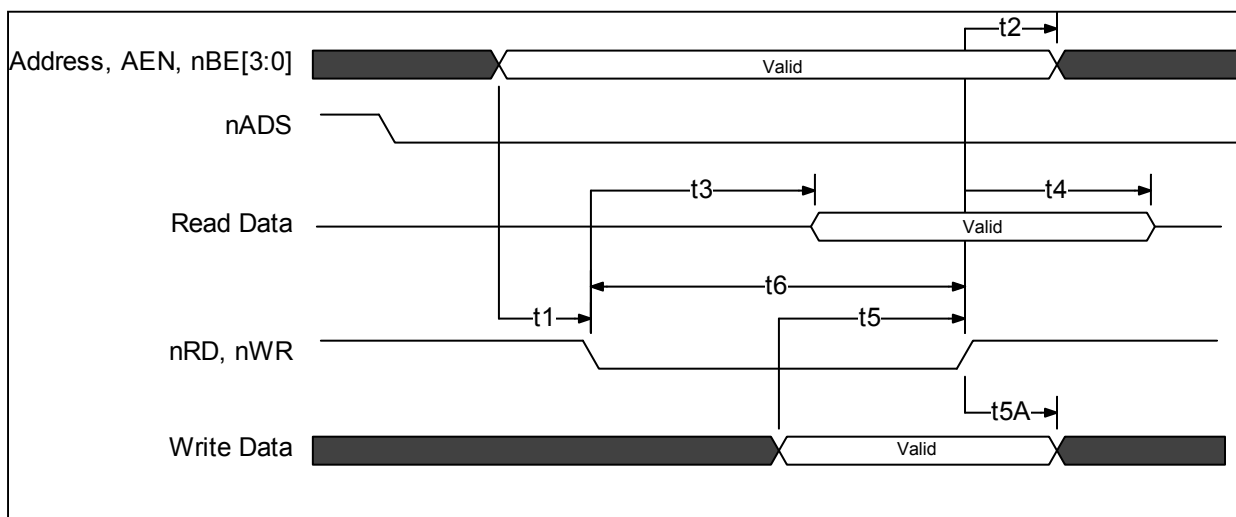 t2
Address, AEN, nBE[3:0]
Valid
nADS
t3
t4
Read Data
Valid
t6
t1
t5
nRD, nWR
t5A
Write Data
Valid